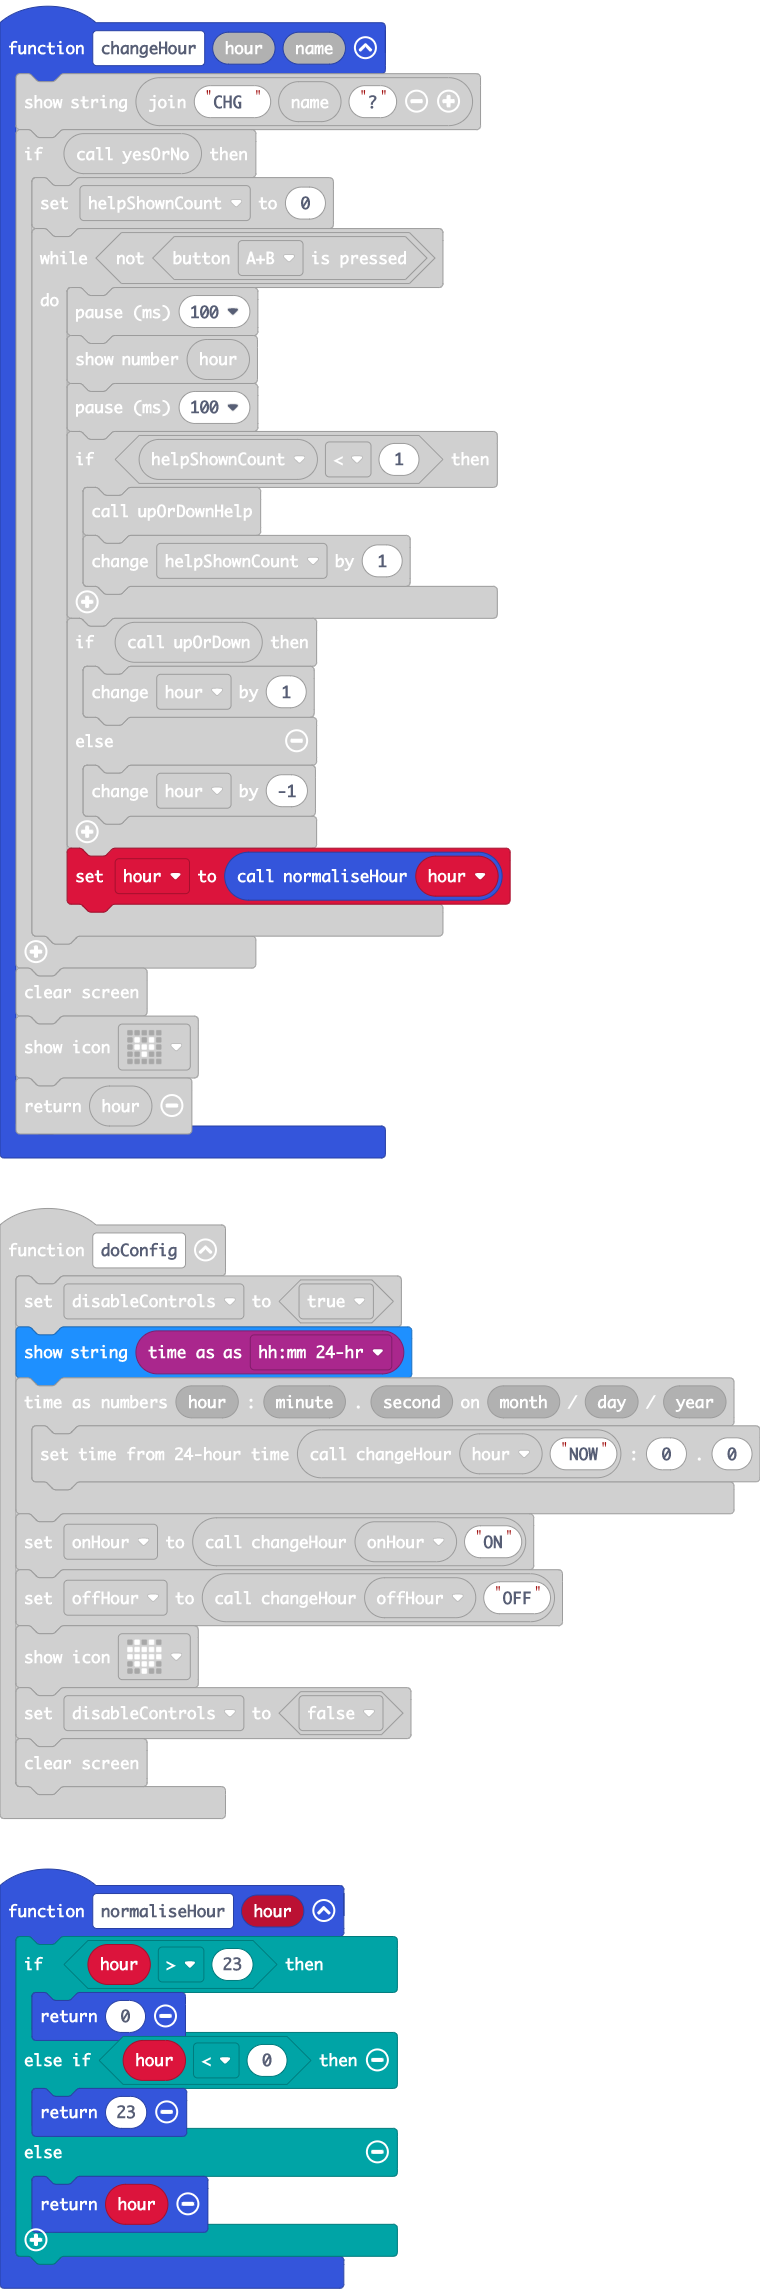 function changeHour hour name
show string join "CHG " name "?"
if call yesOrNo then
set helpShownCount to 0
while not button A+B is pressed
do
pause (ms) 100
show number hour
pause (ms) 100
if helpShownCount < 1 then
call upOrDownHelp
change helpShownCount by 1
if call upOrDown then
change hour by 1
else
change hour by -1
set hour to call normaliseHour hour
clear screen
show icon
return hour
function doConfig
set disableControls to true
show string time as as hh:mm 24-hr
time as numbers hour : minute . second on month / day / year
set time from 24-hour time call changeHour hour "NOW" : 0 . 0
set onHour to call changeHour onHour "ON"
set offHour to call changeHour offHour "OFF"
show icon
set disableControls to false
clear screen
function normaliseHour hour
if hour > 23 then
return 0
else if hour < 0 then
return 23
else
return hour